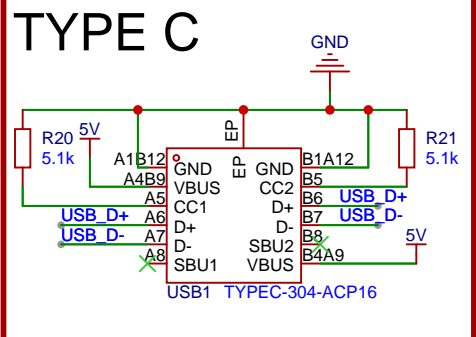 TYPE C
GND
R20
5.1k
5V
EP
EP
R21
5.1k
A1B12
GND
GND
B1A12
A4B9
VBUS
CC2
B5
A5
CC1
D+
B6
USB_D+
USB_D+
A6
D+
D-
B7
USB_D-
USB_D-
A7
D-
SBU2
B8
5V
A8
SBU1
VBUS
B4A9
USB1
TYPEC-304-ACP16